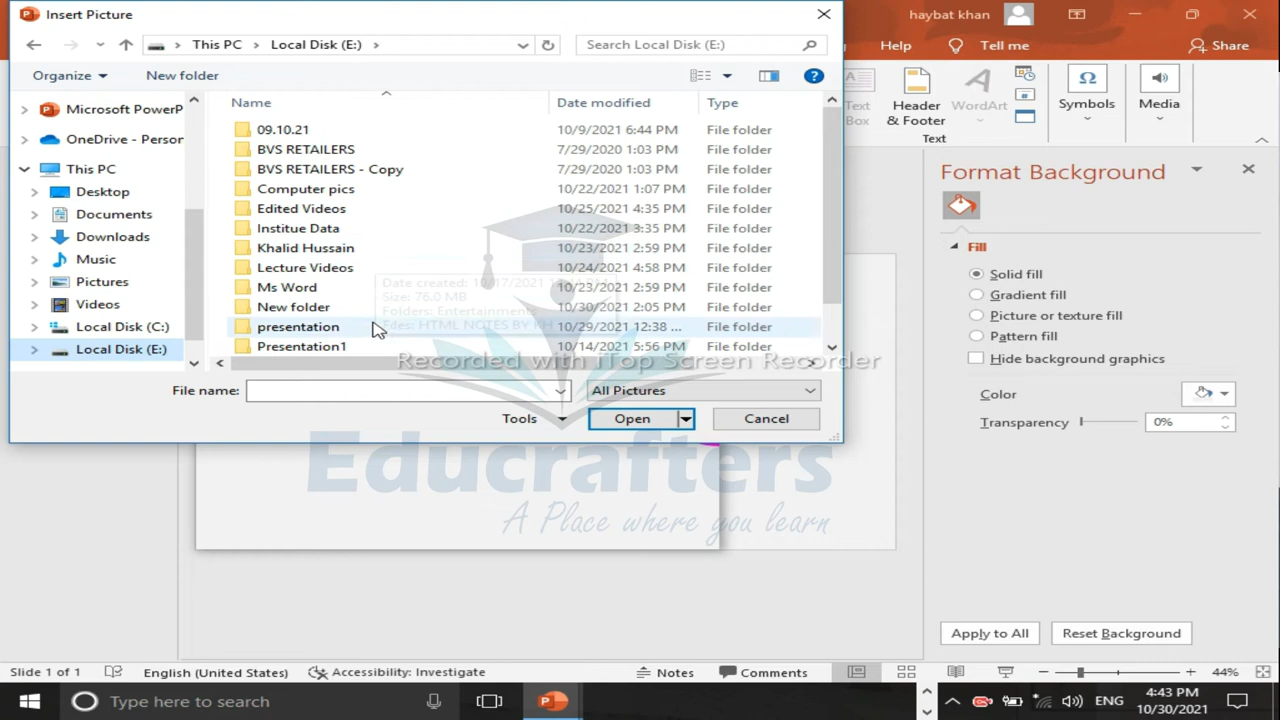 Insert Picture
haybat khan
This PC > Local Disk (E:) >
Search Local Disk (E:)
Help
Tell me
Share
Organize
New folder
Text Box
Header & Footer
WordArt
Symbols
Media
Text
Name
Date modified
Type
Microsoft PowerP
OneDrive - Person
This PC
Desktop
Documents
Downloads
Music
Pictures
Videos
Local Disk (C:)
Local Disk (E:)
09.10.21 10/9/2021 6:44 PM File folder
BVS RETAILERS 7/29/2020 1:03 PM File folder
BVS RETAILERS - Copy 7/29/2020 1:03 PM File folder
Computer pics 10/22/2021 1:07 PM File folder
Edited Videos 10/25/2021 4:35 PM File folder
Institue Data 10/22/2021 3:35 PM File folder
Khalid Hussain 10/23/2021 2:59 PM File folder
Lecture Videos 10/24/2021 4:58 PM File folder
Ms Word 10/23/2021 2:59 PM File folder
New folder 10/30/2021 2:05 PM File folder
presentation 10/29/2021 12:38 ... File folder
Presentation1 10/14/2021 5:56 PM File folder
Size: 76.0 MB
Folders: Entertainments
Files: HTML NOTES BY KH
Recorded with iTop Screen Recorder
File name:
All Pictures
Tools
Open
Cancel
Format Background
Fill
Solid fill
Gradient fill
Picture or texture fill
Pattern fill
Hide background graphics
Color
Transparency
0%
Educrafters
A Place where you learn
Apply to All
Reset Background
Slide 1 of 1
English (United States)
Accessibility: Investigate
Notes
Comments
44%
Type here to search
ENG
4:43 PM
10/30/2021